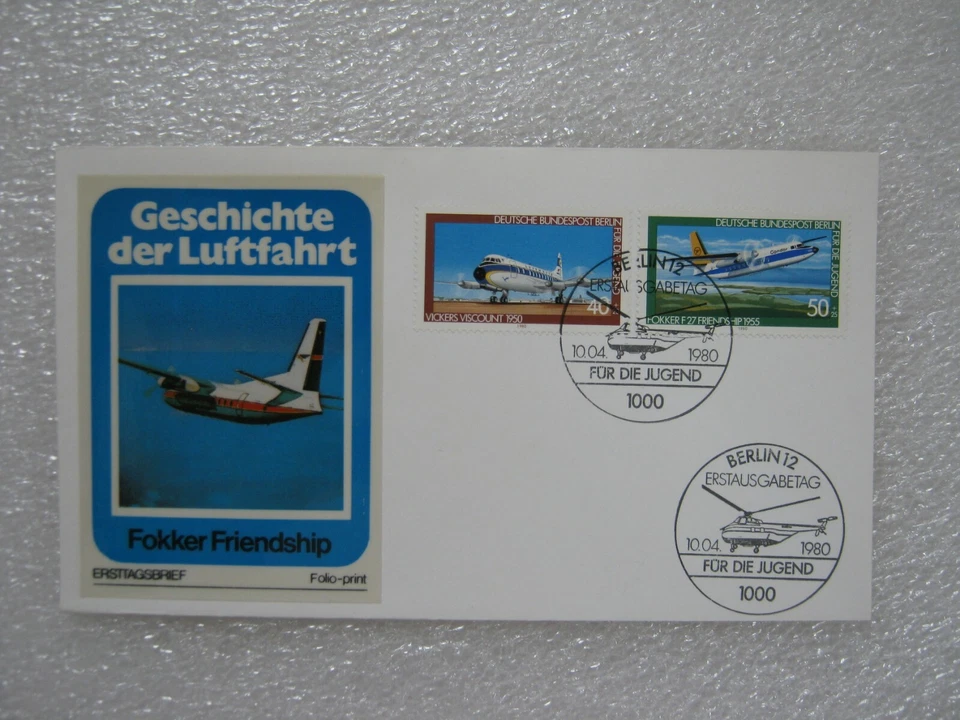 Geschichte
der Luftfahrt
Fokker Friendship
ERSTTAGSBRIEF Folio-print
DEUTSCHE BUNDESPOST BERLIN
FÜR DIE JUGEND
40
VICKERS VISCOUNT 1950
DEUTSCHE BUNDESPOST BERLIN
FÜR DIE JUGEND + 25
50
FOKKER F 27 FRIENDSHIP 1955
BERLIN 12
ERSTAUSGABETAG
10.04. 1980
FÜR DIE JUGEND
1000
BERLIN 12
ERSTAUSGABETAG
10.04. 1980
FÜR DIE JUGEND
1000